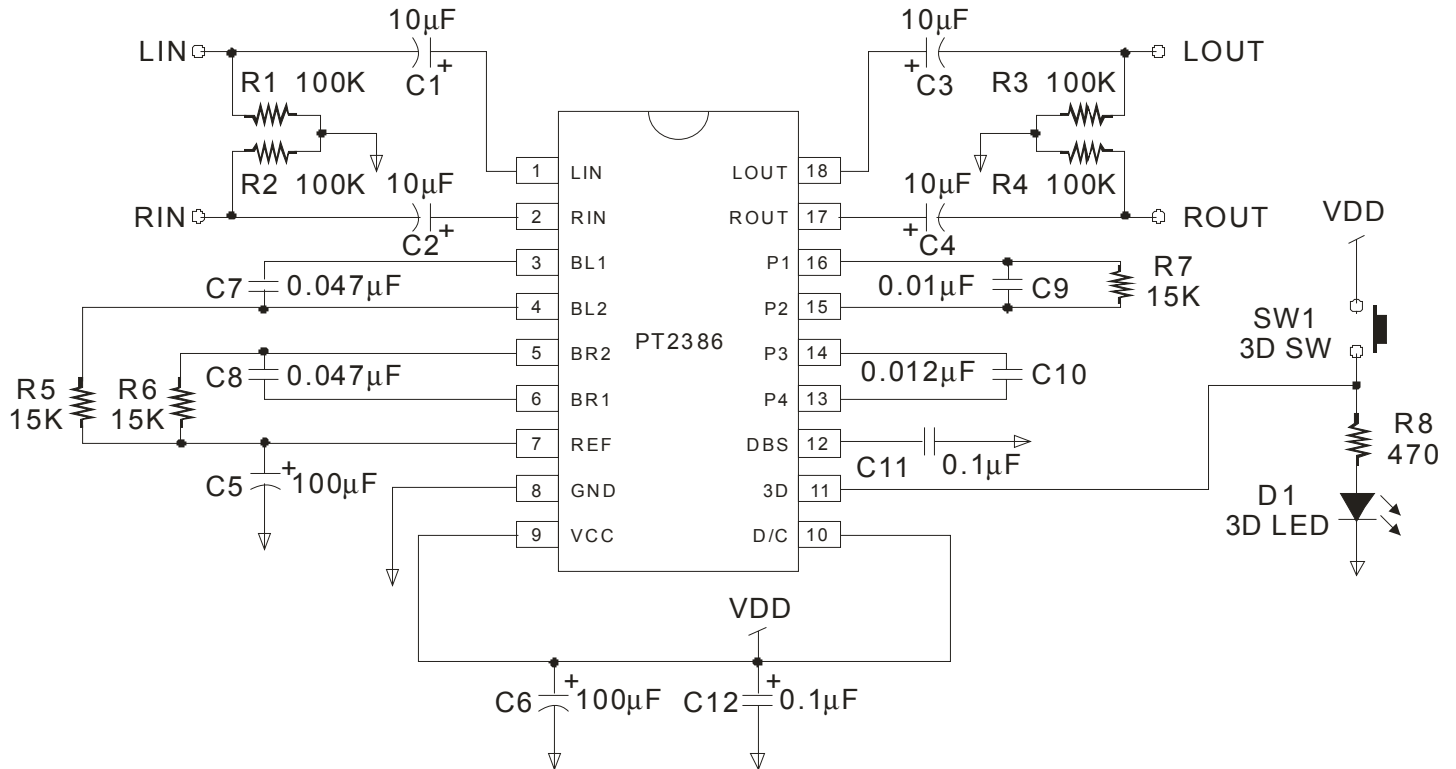 10μF
LIN
C1
+
R1 100K
R2 100K
10μF
RIN
C2
+
10μF
LOUT
+
C3
R3 100K
R4 100K
10μF
ROUT
+
C4
1 LIN
2 RIN
3 BL1
4 BL2
5 BR2
6 BR1
7 REF
8 GND
9 VCC
PT2386
LOUT 18
ROUT 17
P1 16
P2 15
P3 14
P4 13
DBS 12
3D 11
D/C 10
C7 0.047μF
C8 0.047μF
R5
15K
R6
15K
C5
+
100μF
0.01μF C9
R7
15K
0.012μF C10
C11 0.1μF
VDD
SW1
3D SW
R8
470
D1
3D LED
VDD
C6
+
100μF
C12
+
0.1μF